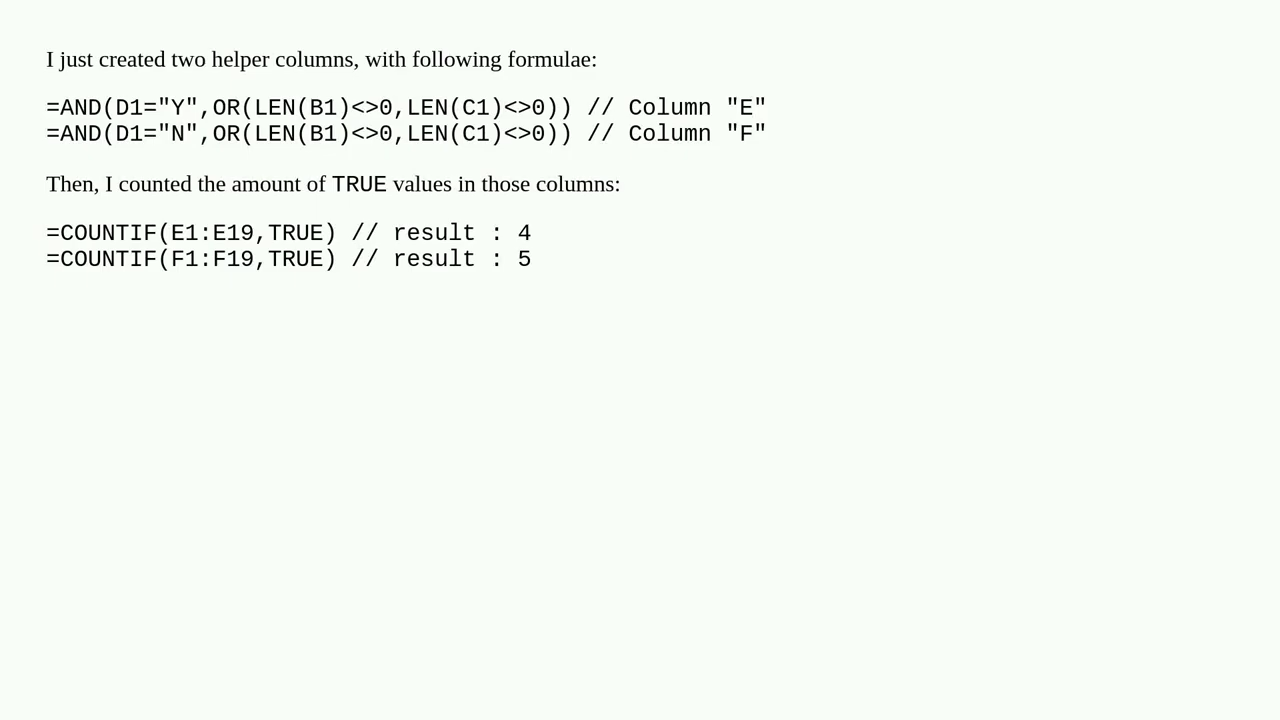 I just created two helper columns, with following formulae:
=AND(D1="Y",OR(LEN(B1)<>0,LEN(C1)<>0)) // Column "E"
=AND(D1="N",OR(LEN(B1)<>0,LEN(C1)<>0)) // Column "F"
Then, I counted the amount of TRUE values in those columns:
=COUNTIF(E1:E19,TRUE) // result : 4
=COUNTIF(F1:F19,TRUE) // result : 5